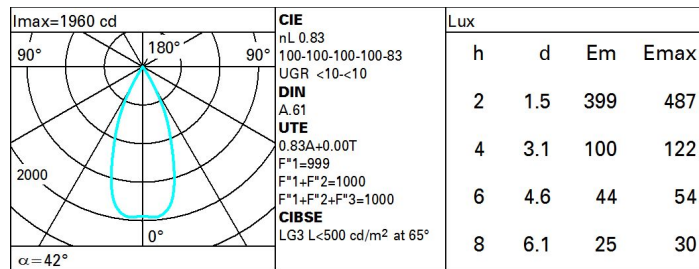 Imax=1960 cd
90° 180° 90°
2000
0°
α=42°
CIE
nL 0.83
100-100-100-100-83
UGR <10-<10
DIN
A.61
UTE
0.83A+0.00T
F"1=999
F"1+F"2=1000
F"1+F"2+F"3=1000
CIBSE
LG3 L<500 cd/m² at 65°
Lux
h d Em Emax
2 1.5 399 487
4 3.1 100 122
6 4.6 44 54
8 6.1 25 30